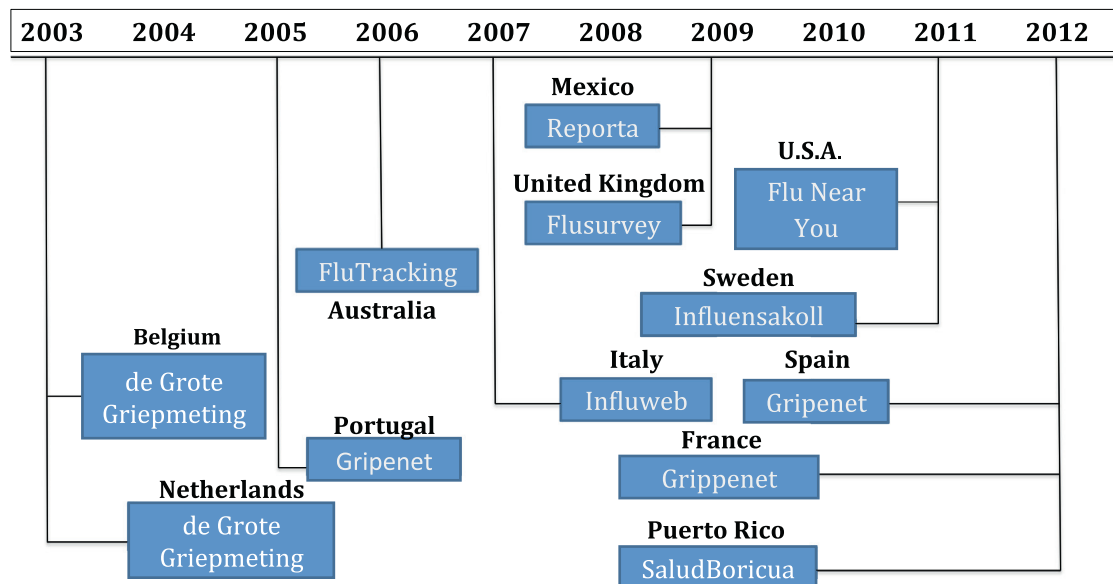 2003 2004 2005 2006 2007 2008 2009 2010 2011 2012
Mexico
Reporta
U.S.A.
Flu Near
You
United Kingdom
Flusurvey
FluTracking
Australia
Sweden
Influensakoll
Belgium
de Grote
Griepmeting
Italy
Influweb
Spain
Gripenet
Portugal
Gripenet
France
Grippenet
Netherlands
de Grote
Griepmeting
Puerto Rico
SaludBoricua